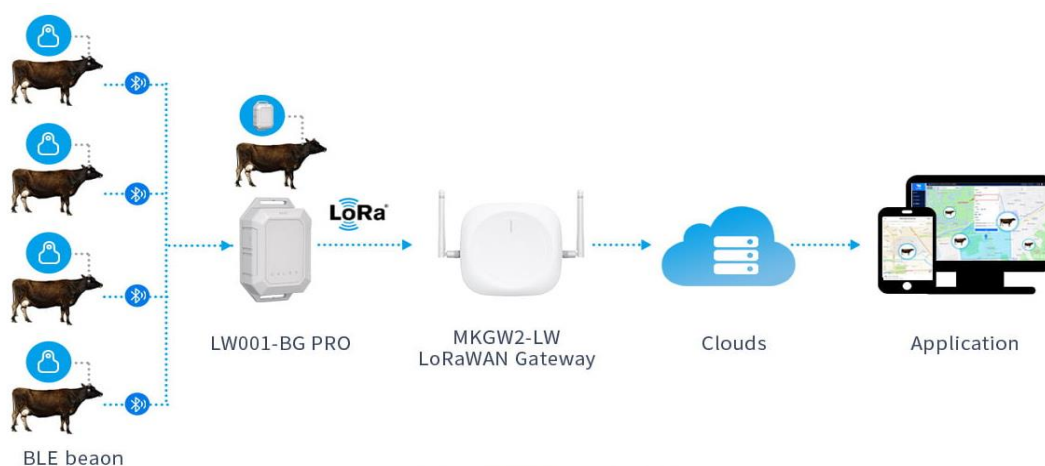 LoRa®
LW001-BG PRO
MKGW2-LW
LoRaWAN Gateway
Clouds
Application
BLE beaon